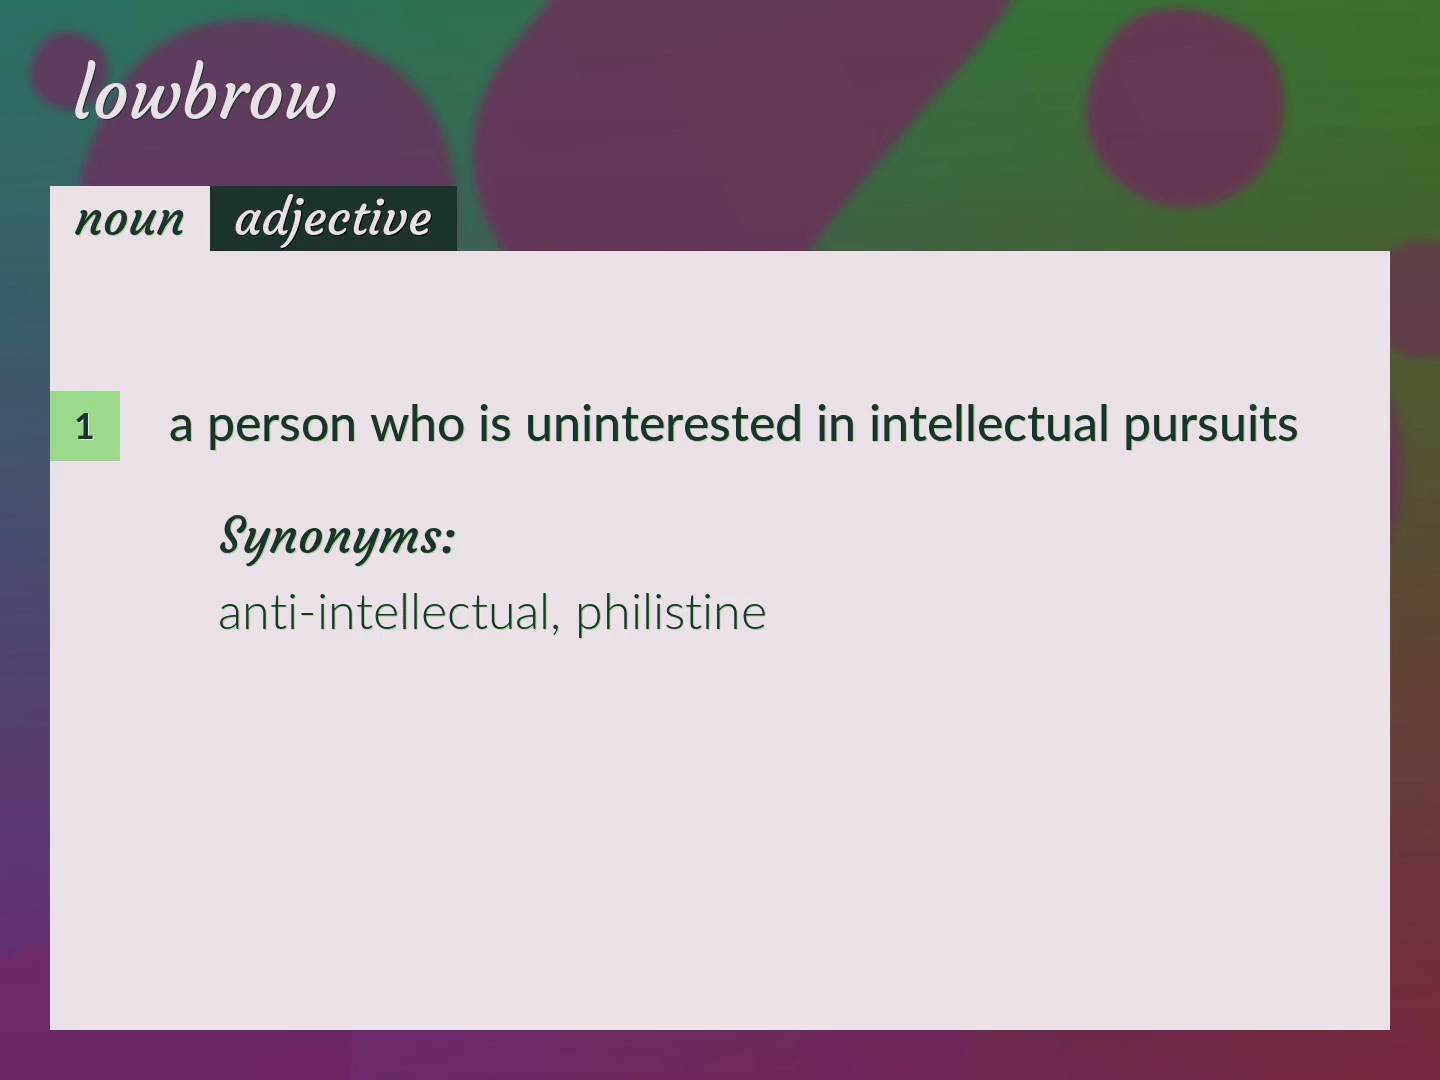 lowbrow
noun adjective
1 a person who is uninterested in intellectual pursuits
Synonyms:
anti-intellectual, philistine